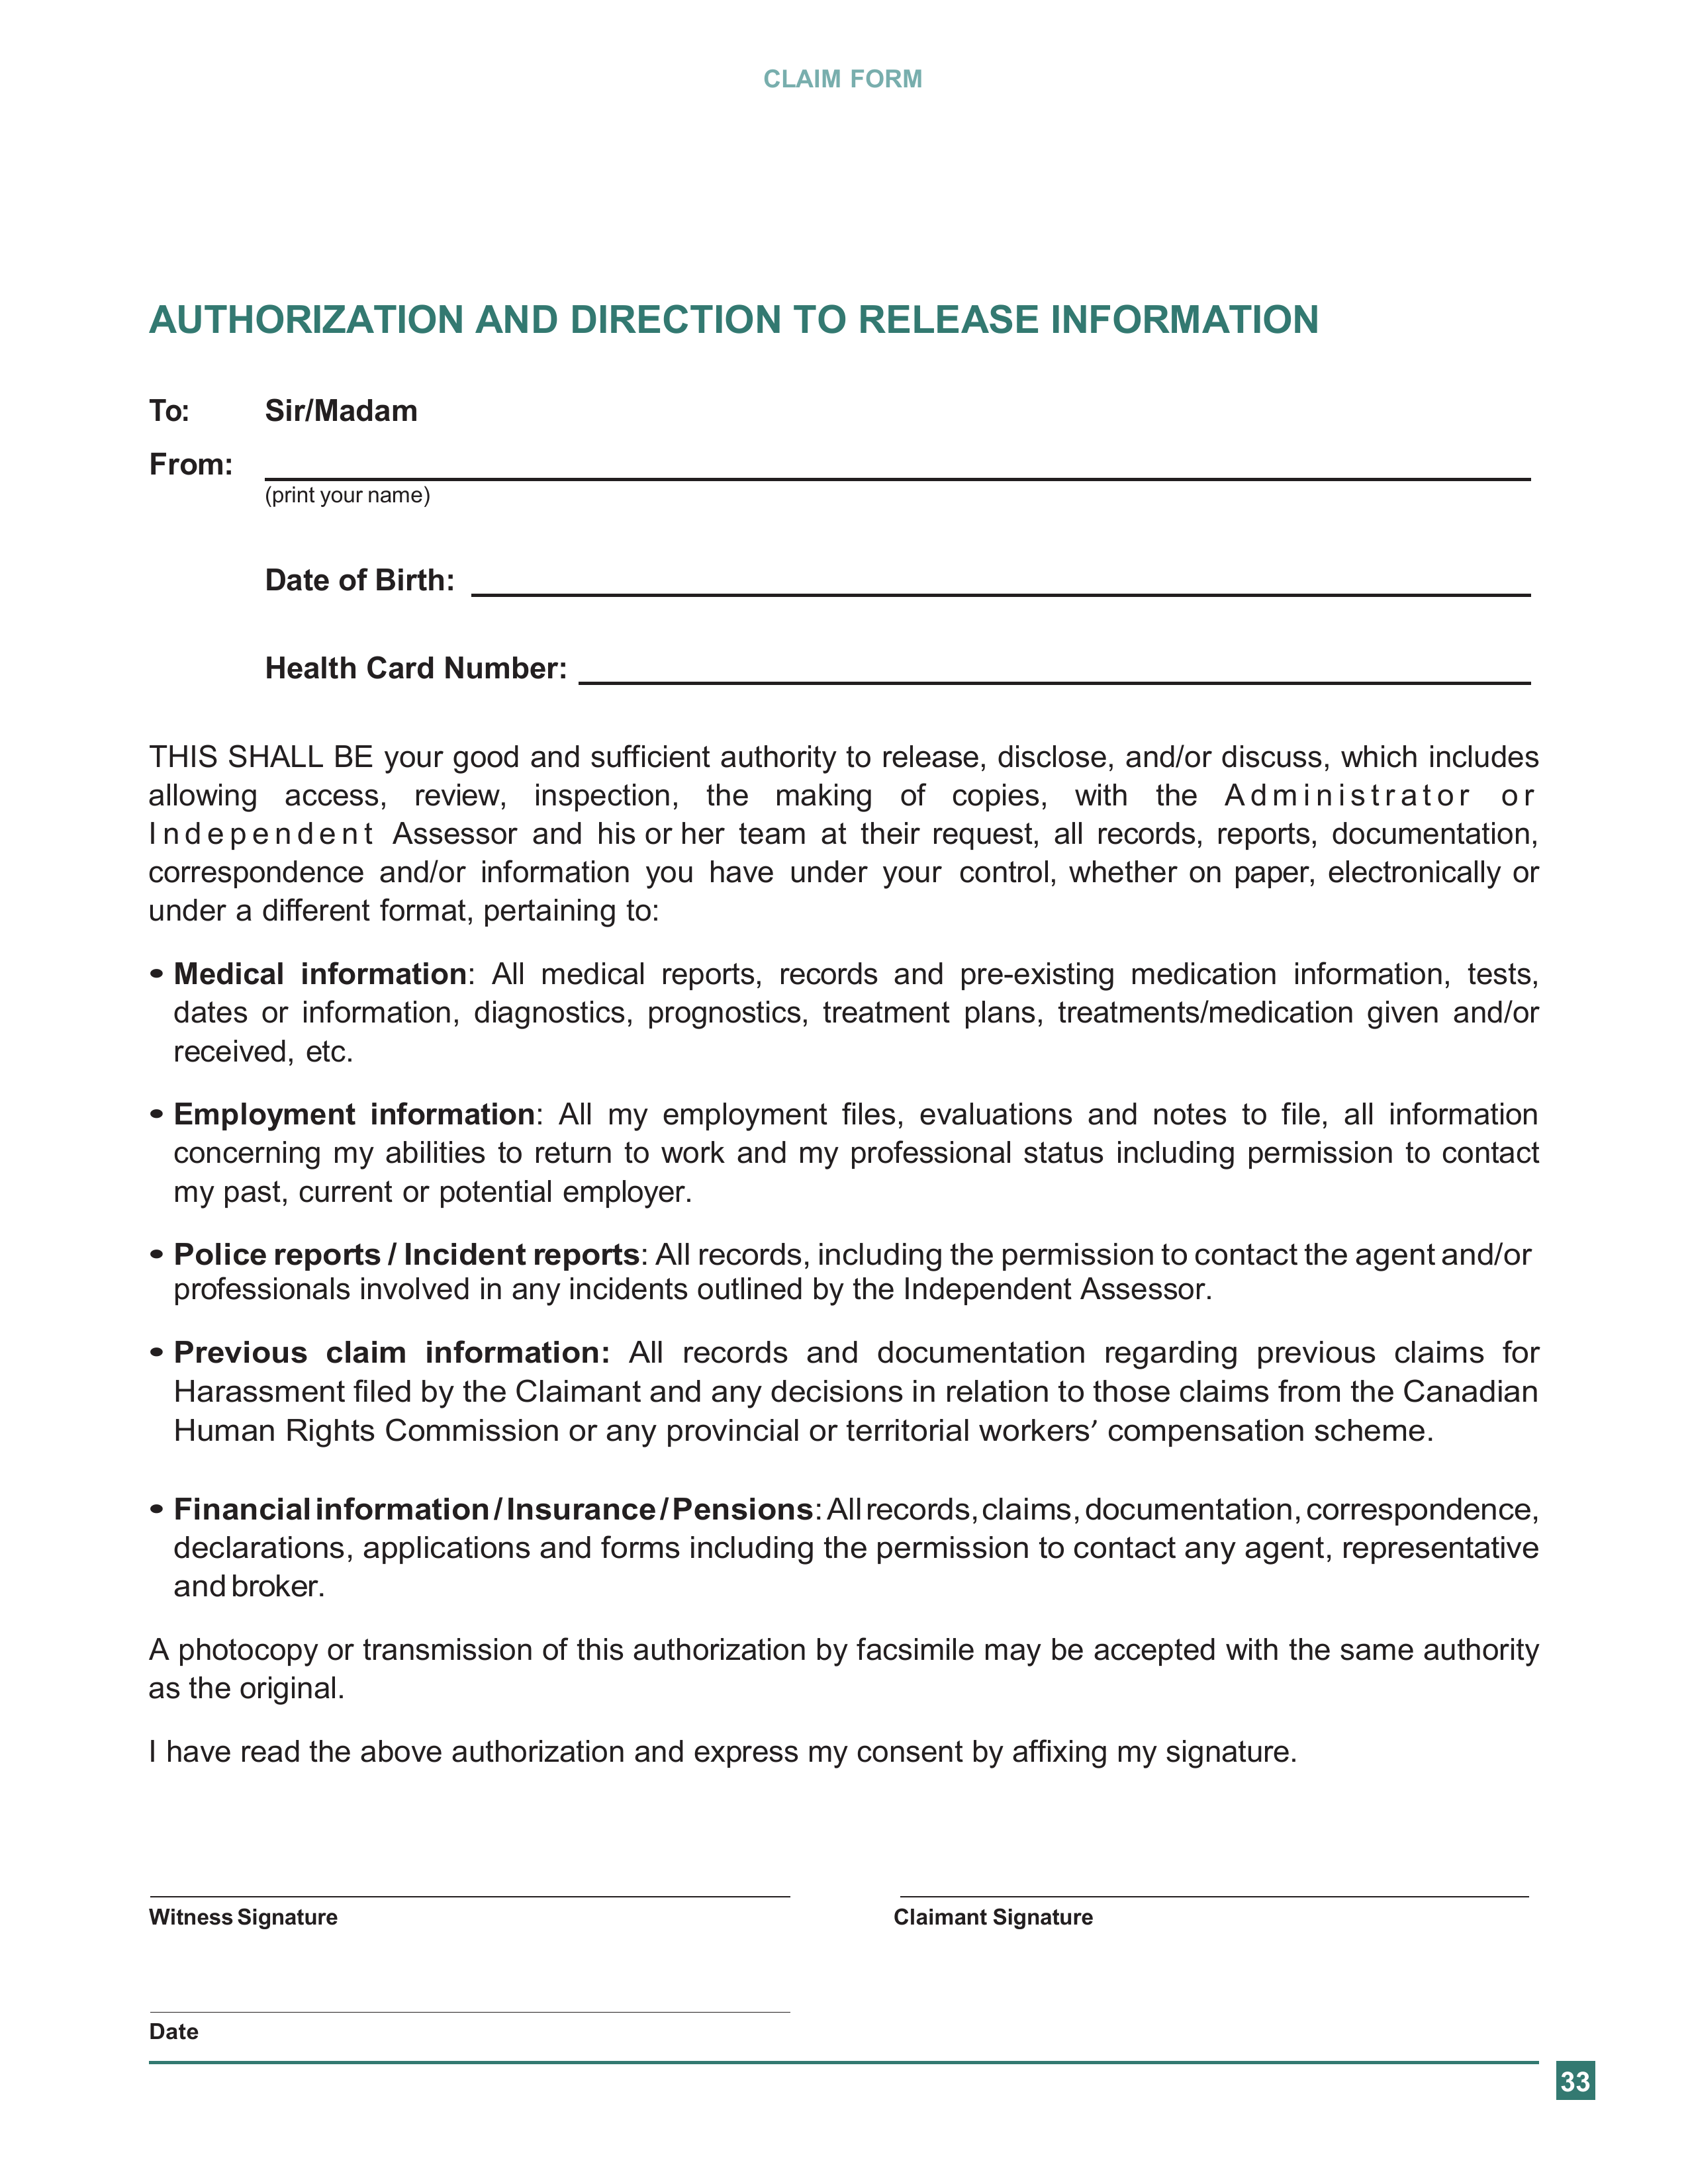 CLAIM FORM
AUTHORIZATION AND DIRECTION TO RELEASE INFORMATION
To: Sir/Madam
From:
(print your name)
Date of Birth:
Health Card Number:
THIS SHALL BE your good and sufficient authority to release, disclose, and/or discuss, which includes
allowing access, review, inspection, the making of copies, with the Administrator or
Independent Assessor and his or her team at their request, all records, reports, documentation,
correspondence and/or information you have under your control, whether on paper, electronically or
under a different format, pertaining to:
• Medical information: All medical reports, records and pre-existing medication information, tests,
dates or information, diagnostics, prognostics, treatment plans, treatments/medication given and/or
received, etc.
• Employment information: All my employment files, evaluations and notes to file, all information
concerning my abilities to return to work and my professional status including permission to contact
my past, current or potential employer.
• Police reports / Incident reports: All records, including the permission to contact the agent and/or
professionals involved in any incidents outlined by the Independent Assessor.
• Previous claim information: All records and documentation regarding previous claims for
Harassment filed by the Claimant and any decisions in relation to those claims from the Canadian
Human Rights Commission or any provincial or territorial workers’ compensation scheme.
• Financial information / Insurance / Pensions: All records, claims, documentation, correspondence,
declarations, applications and forms including the permission to contact any agent, representative
and broker.
A photocopy or transmission of this authorization by facsimile may be accepted with the same authority
as the original.
I have read the above authorization and express my consent by affixing my signature.
Witness Signature Claimant Signature
Date
33